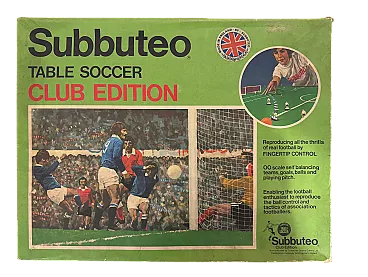 Subbuteo
TABLE SOCCER
CLUB EDITION
Reproducing all the thrills
of real football by
FINGERTIP CONTROL
OO scale self balancing
teams, goals, balls and
playing pitch.
Enabling the football
enthusiast to reproduce
the ball control and
tactics of association
footballers.
Subbuteo